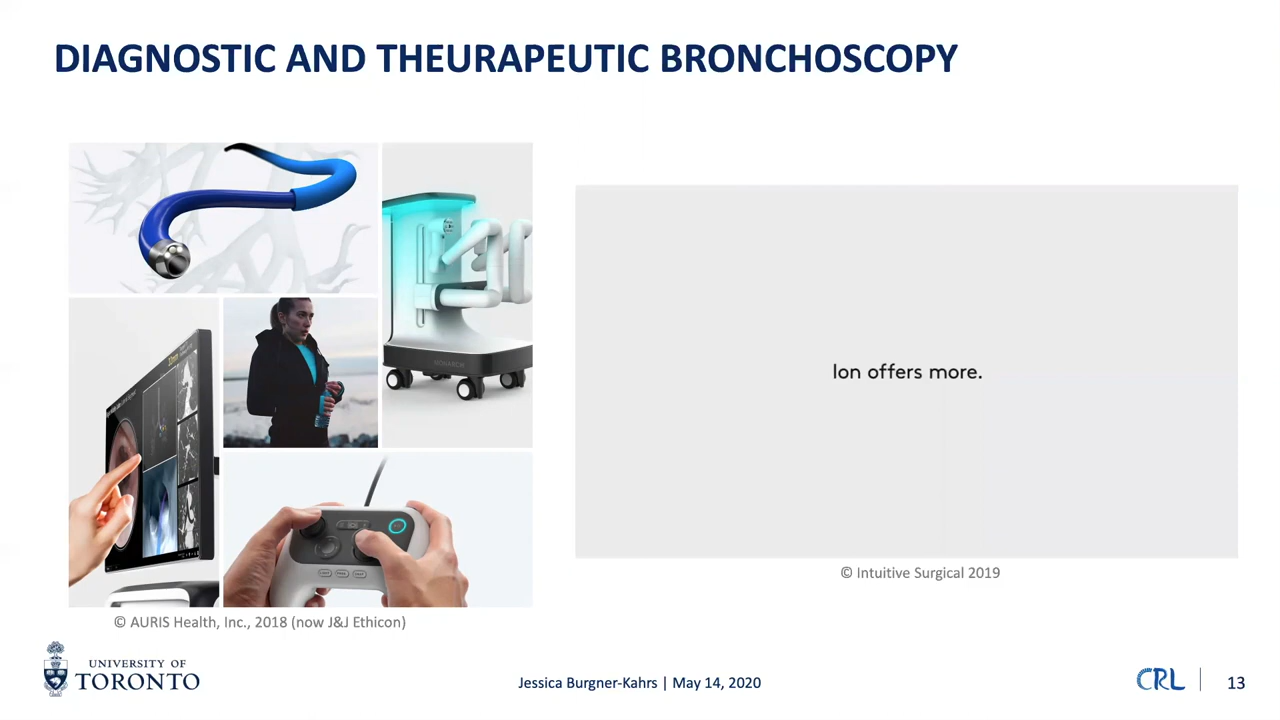 DIAGNOSTIC AND THEURAPEUTIC BRONCHOSCOPY
MONARCH
Ion offers more.
© Intuitive Surgical 2019
© AURIS Health, Inc., 2018 (now J&J Ethicon)
UNIVERSITY OF
TORONTO
Jessica Burgner-Kahrs | May 14, 2020
CRL
13